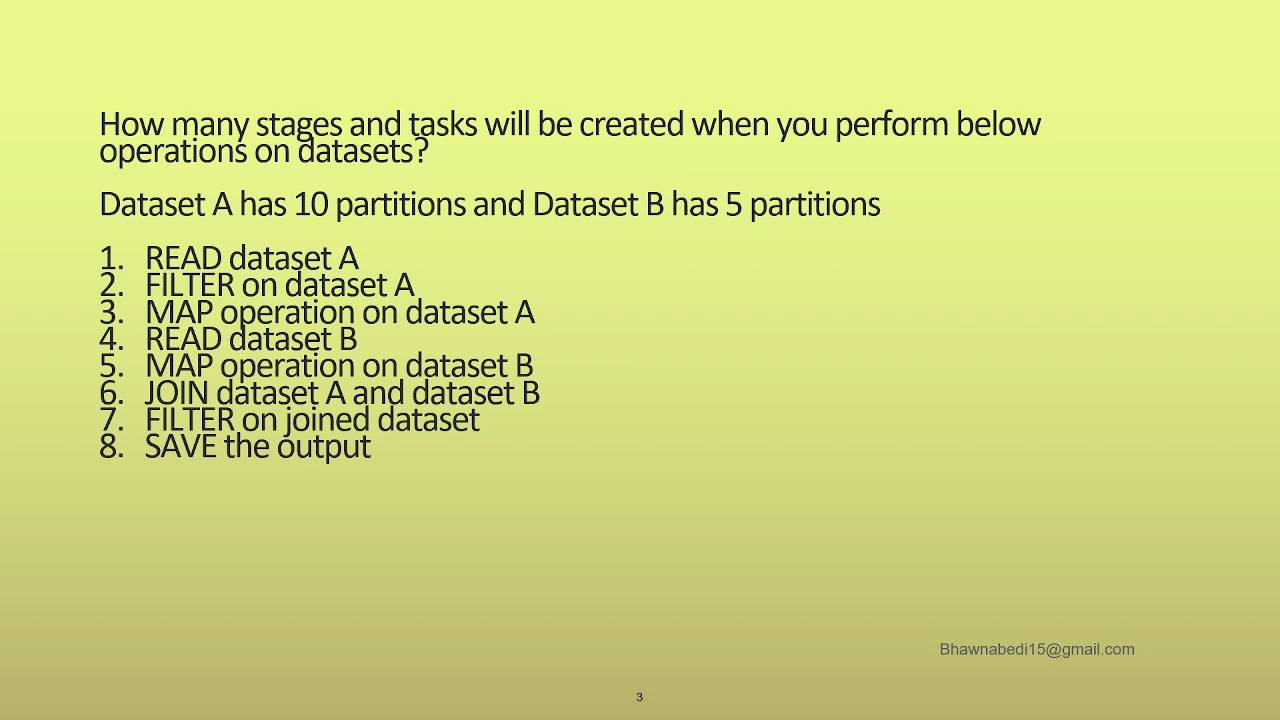 How many stages and tasks will be created when you perform below
operations on datasets?
Dataset A has 10 partitions and Dataset B has 5 partitions
1. READ dataset A
2. FILTER on dataset A
3. MAP operation on dataset A
4. READ dataset B
5. MAP operation on dataset B
6. JOIN dataset A and dataset B
7. FILTER on joined dataset
8. SAVE the output
Bhawnabedi15@gmail.com
3